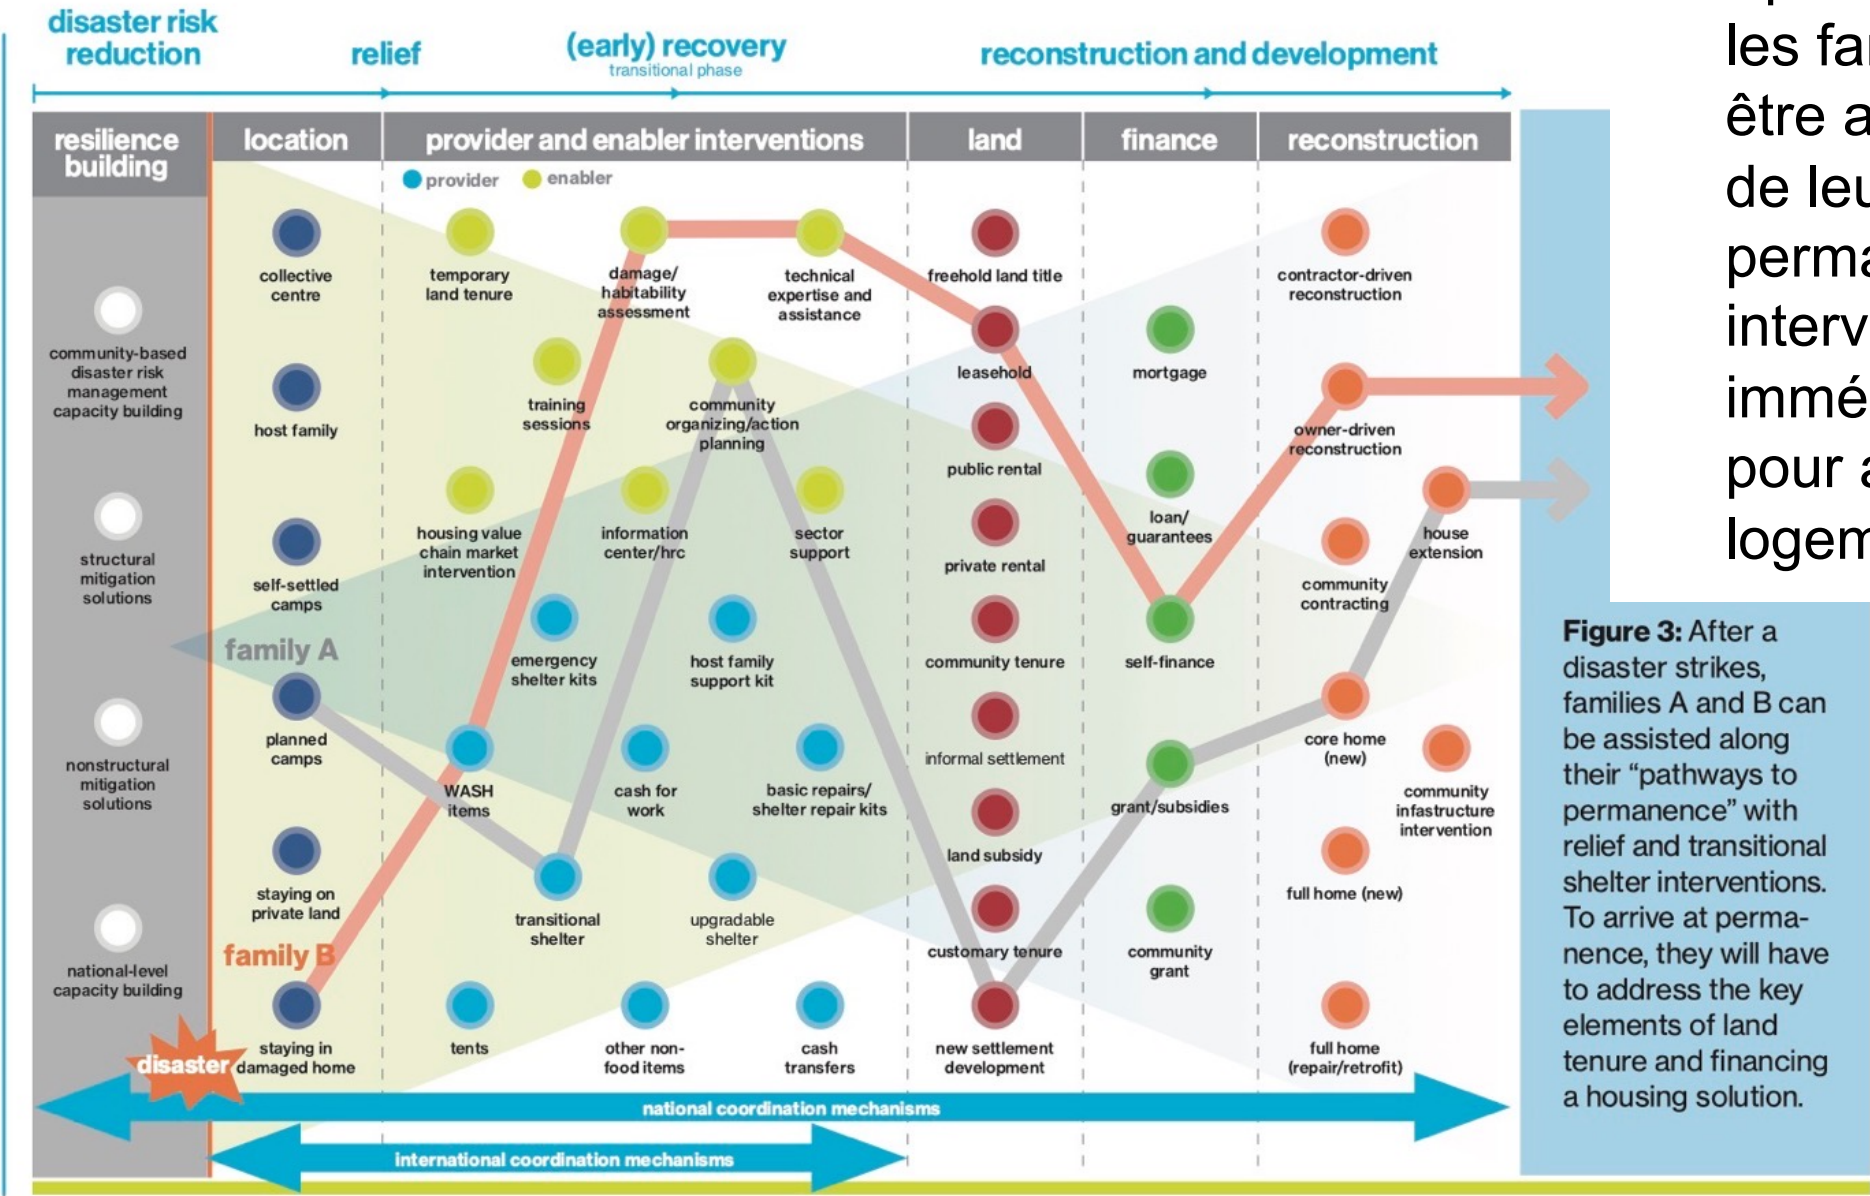 disaster risk
reduction
relief
(early) recovery
transitional phase
reconstruction and development
resilience
building
location
provider and enabler interventions
land
finance
reconstruction
provider
enabler
community-based
disaster risk
management
capacity building
structural
mitigation
solutions
nonstructural
mitigation
solutions
national-level
capacity building
disaster
collective
centre
host family
self-settled
camps
family A
planned
camps
staying on
private land
family B
staying in
damaged home
temporary
land tenure
damage/
habitability
assessment
technical
expertise and
assistance
training
sessions
community
organizing/action
planning
housing value
chain market
intervention
information
center/hrc
sector
support
emergency
shelter kits
host family
support kit
WASH
items
cash for
work
basic repairs/
shelter repair kits
transitional
shelter
upgradable
shelter
tents
other non-
food items
cash
transfers
freehold land title
leasehold
public rental
private rental
community tenure
informal settlement
land subsidy
customary tenure
new settlement
development
mortgage
loan/
guarantees
self-finance
grant/subsidies
community
grant
contractor-driven
reconstruction
owner-driven
reconstruction
house
extension
community
contracting
core home
(new)
community
infastructure
intervention
full home (new)
full home
(repair/retrofit)
national coordination mechanisms
international coordination mechanisms
les
être
de
pour
Figure 3: After a
disaster strikes,
families A and B can
be assisted along
their “pathways to
permanence” with
relief and transitional
shelter interventions.
To arrive at perma-
nence, they will have
to address the key
elements of land
tenure and financing
a housing solution.